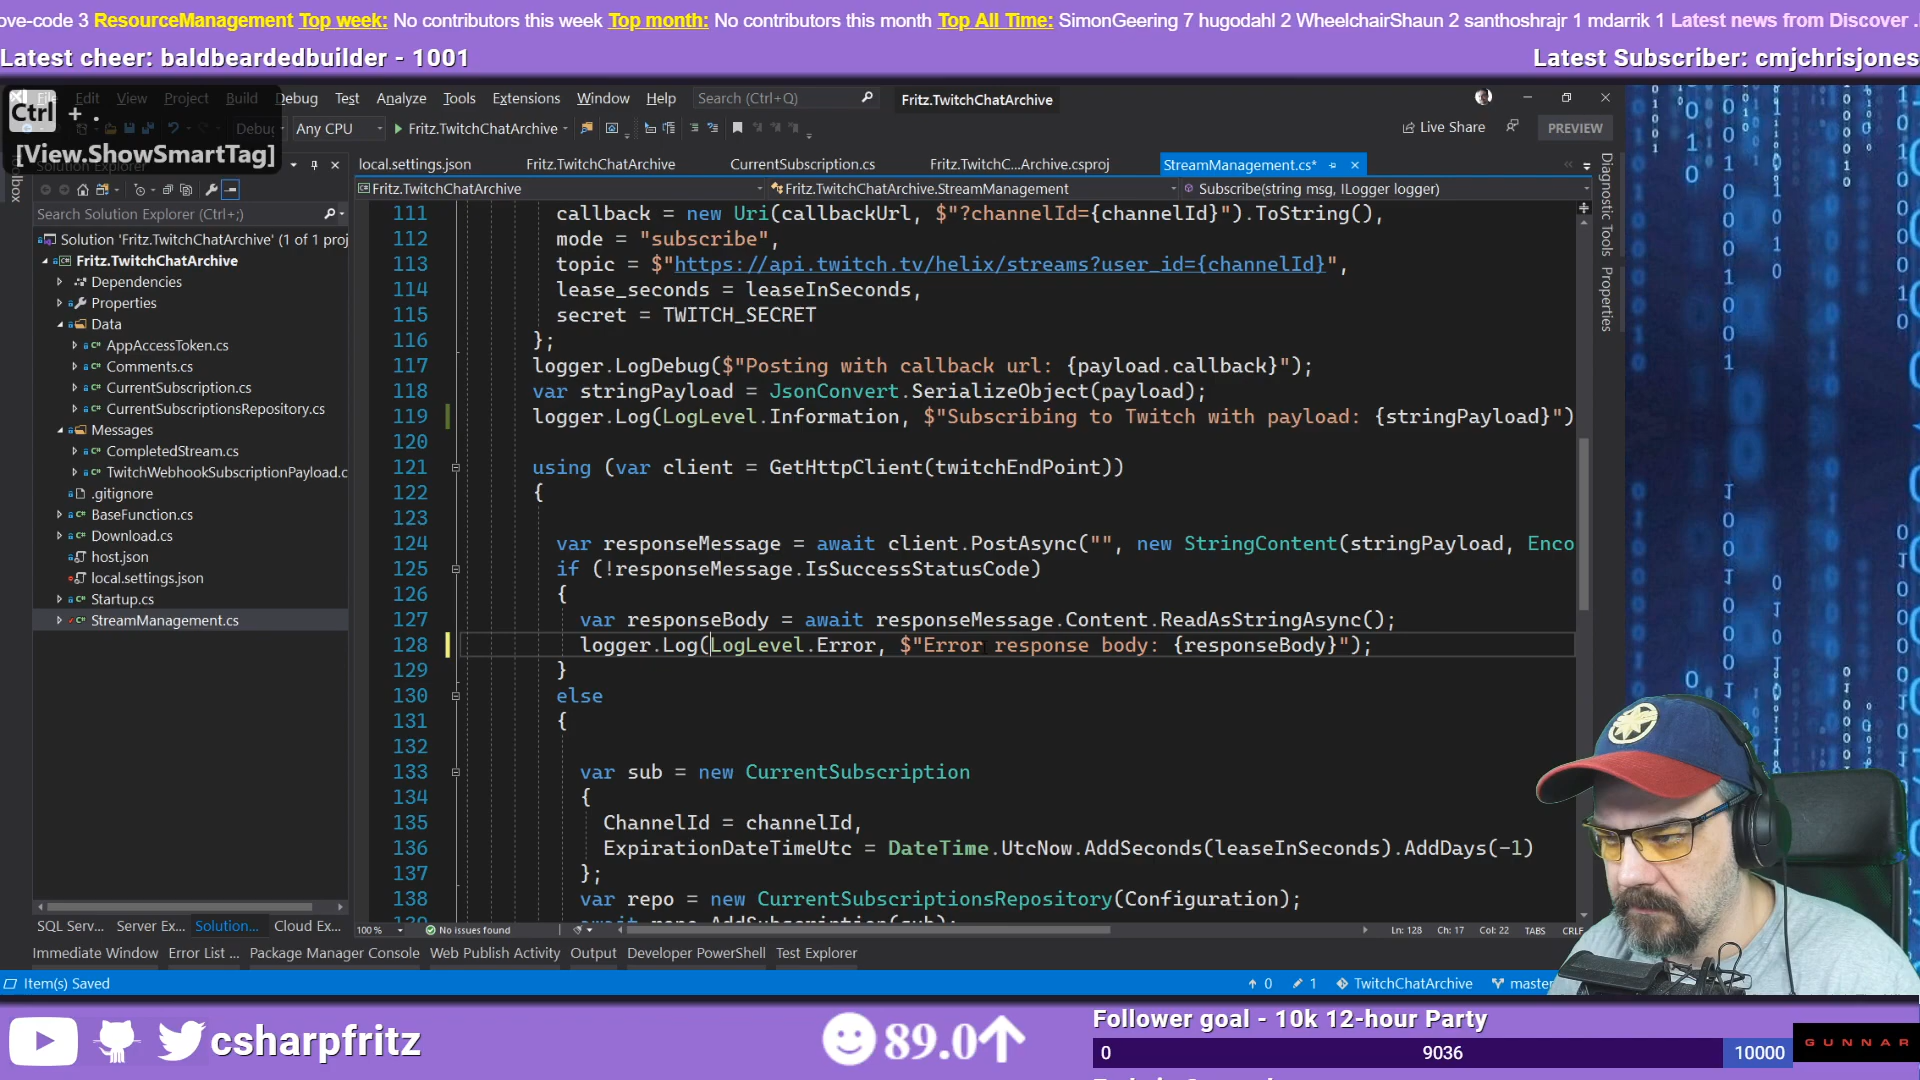 ove-code 3 ResourceManagement Top week: No contributors this week Top month: No contributors this month Top All Time: SimonGeering 7 hugodahl 2 WheelchairShaun 2 santhoshrajr 1 mdarrik 1 Latest news from Discover .
Latest cheer: baldbeardedbuilder - 1001
Latest Subscriber: cmjchrisjones
File Edit View Project Build Debug Test Analyze Tools Extensions Window Help Search (Ctrl+Q) Fritz.TwitchChatArchive
Ctrl + .
[View.ShowSmartTag]
Debug Any CPU Fritz.TwitchChatArchive Live Share PREVIEW
local.settings.json Fritz.TwitchChatArchive CurrentSubscription.cs Fritz.TwitchC...Archive.csproj StreamManagement.cs*
Fritz.TwitchChatArchive Fritz.TwitchChatArchive.StreamManagement Subscribe(string msg, ILogger logger)
Solution Explorer
Search Solution Explorer (Ctrl+;)
Solution 'Fritz.TwitchChatArchive' (1 of 1 proj
Fritz.TwitchChatArchive
Dependencies
Properties
Data
AppAccessToken.cs
Comments.cs
CurrentSubscription.cs
CurrentSubscriptionsRepository.cs
Messages
CompletedStream.cs
TwitchWebhookSubscriptionPayload.c
.gitignore
BaseFunction.cs
Download.cs
host.json
local.settings.json
Startup.cs
StreamManagement.cs
111 callback = new Uri(callbackUrl, $"?channelId={channelId}").ToString(),
112 mode = "subscribe",
113 topic = $"https://api.twitch.tv/helix/streams?user_id={channelId}",
114 lease_seconds = leaseInSeconds,
115 secret = TWITCH_SECRET
116 };
117 logger.LogDebug($"Posting with callback url: {payload.callback}");
118 var stringPayload = JsonConvert.SerializeObject(payload);
119 logger.Log(LogLevel.Information, $"Subscribing to Twitch with payload: {stringPayload}")
120
121 using (var client = GetHttpClient(twitchEndPoint))
122 {
123
124 var responseMessage = await client.PostAsync("", new StringContent(stringPayload, Enco
125 if (!responseMessage.IsSuccessStatusCode)
126 {
127 var responseBody = await responseMessage.Content.ReadAsStringAsync();
128 logger.Log(LogLevel.Error, $"Error response body: {responseBody}");
129 }
130 else
131 {
132
133 var sub = new CurrentSubscription
134 {
135 ChannelId = channelId,
136 ExpirationDateTimeUtc = DateTime.UtcNow.AddSeconds(leaseInSeconds).AddDays(-1)
137 };
138 var repo = new CurrentSubscriptionsRepository(Configuration);
139 await repo.AddSubscription(sub);
Diagnostic Tools
Properties
SQL Serv... Server Ex... Solution... Cloud Ex... 100 % No issues found Ln: 128 Ch: 17 Col: 22 TABS CRLF
Immediate Window Error List ... Package Manager Console Web Publish Activity Output Developer PowerShell Test Explorer
Item(s) Saved 0 1 TwitchChatArchive master
csharpfritz
89.0
Follower goal - 10k 12-hour Party
0 9036 10000
GUNNAR